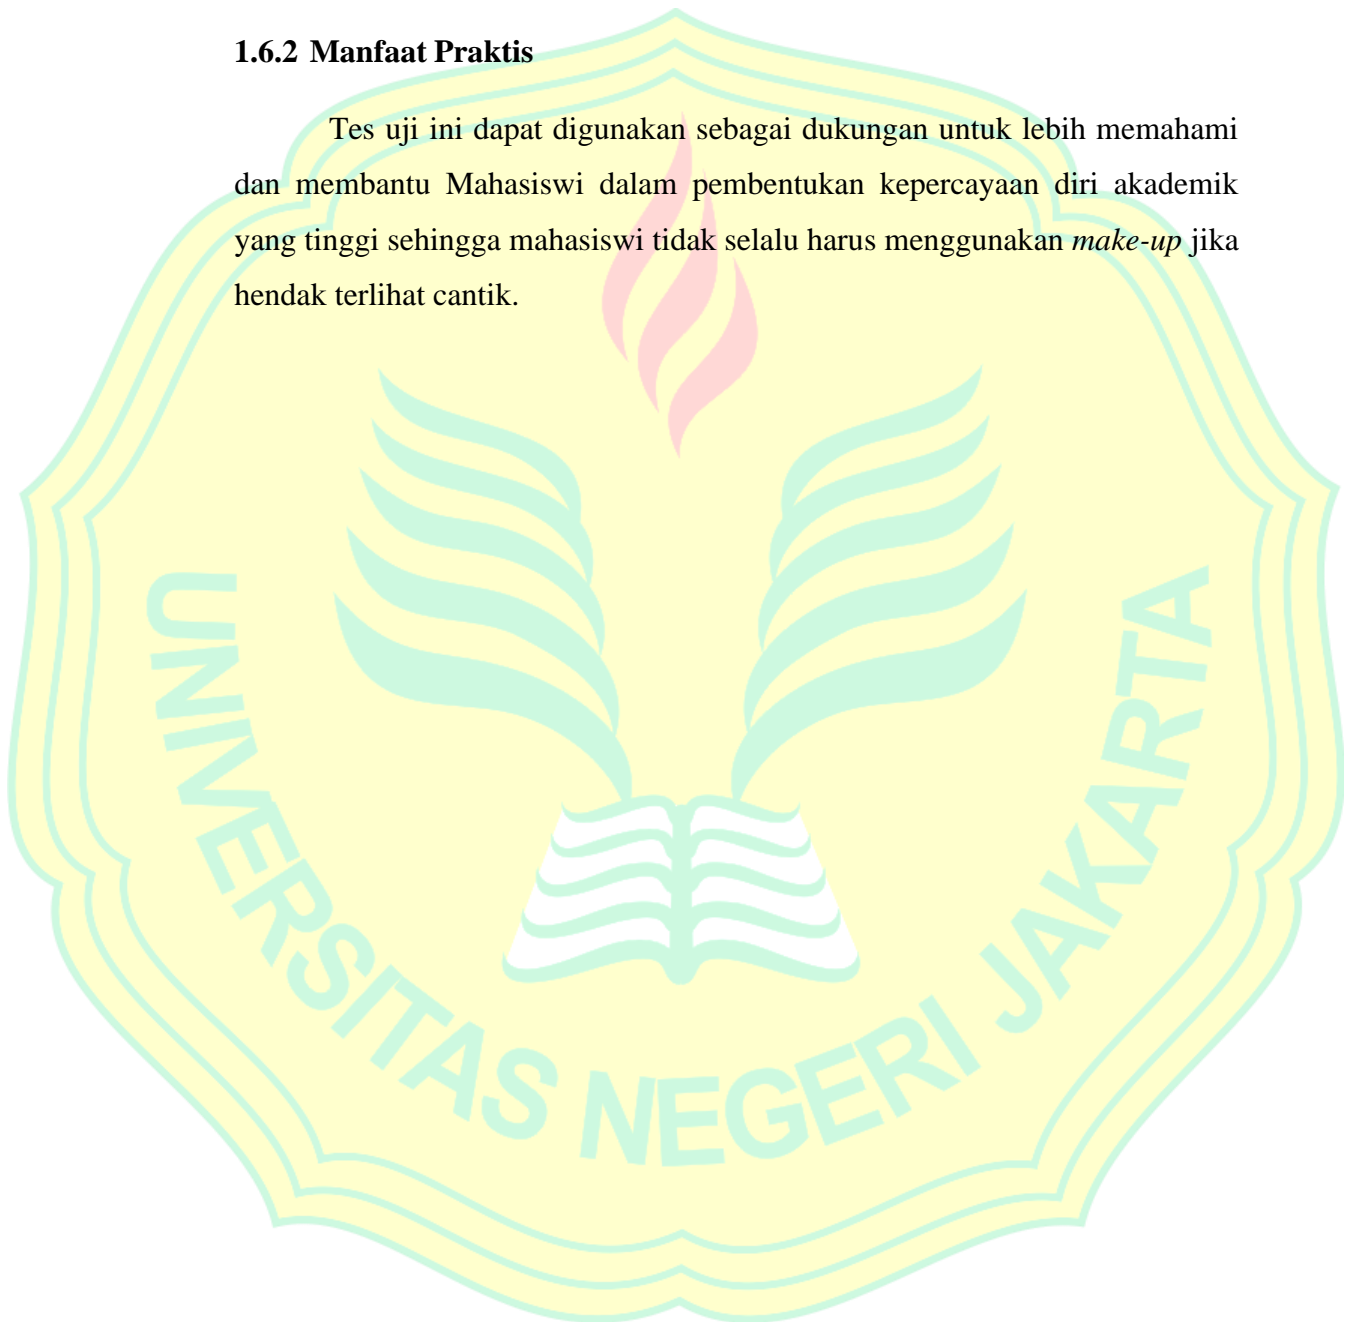 1.6.2 Manfaat Praktis
Tes uji ini dapat digunakan sebagai dukungan untuk lebih memahami
dan membantu Mahasiswi dalam pembentukan kepercayaan diri akademik
yang tinggi sehingga mahasiswi tidak selalu harus menggunakan make-up jika
hendak terlihat cantik.
UNIVERSITAS NEGERI JAKARTA